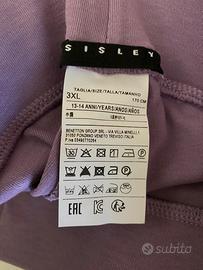 SISLEY
TAGLIA/SIZE/TALLA/TAMANHO
3XL
170 CM
13-14 ANNI/YEARS/ANOS/AÑOS
BENETTON GROUP SRL - VIA VILLA MINELLI, 1
31050 PONZANO VENETO TREVISO ITALIA
EAC
subito